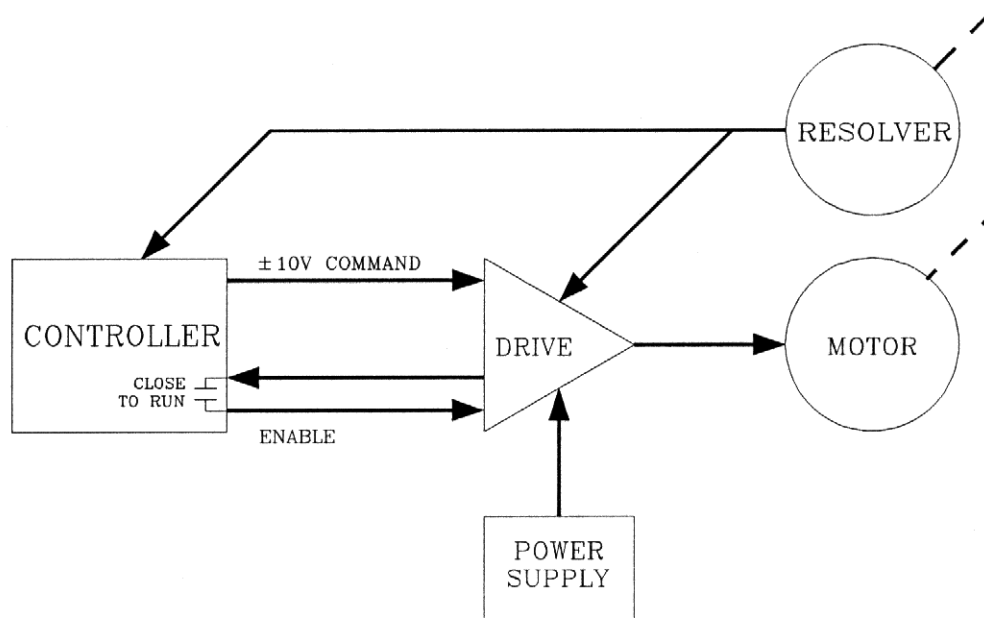 RESOLVER
± 10V COMMAND
CONTROLLER
DRIVE
MOTOR
CLOSE
TO RUN
ENABLE
POWER
SUPPLY